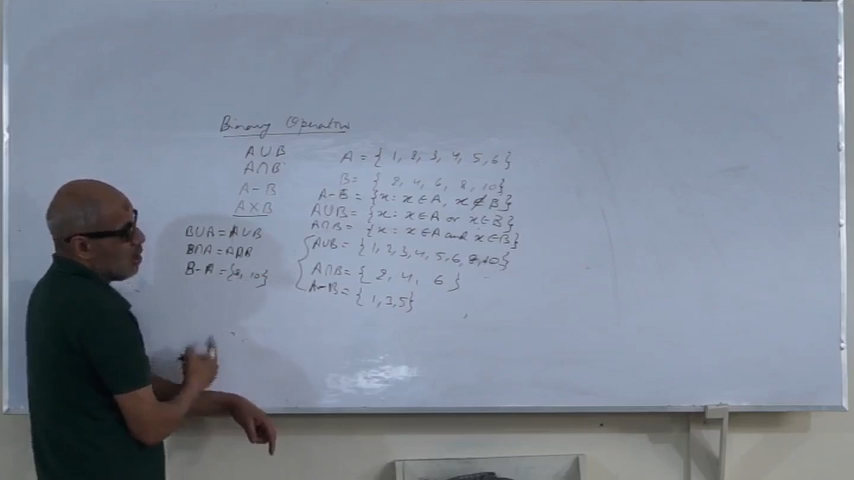 Binary Operations
A∪B
A∩B
A-B
A×B
B∪A=A∪B
B∩A=A∩B
B-A={8,10}
A={1,2,3,4,5,6}
B={2,4,6,8,10}
A-B={x:x∈A, x∉B}
A∪B={x:x∈A or x∈B}
A∩B={x:x∈A and x∈B}
A∪B={1,2,3,4,5,6,8,10}
A∩B={2,4,6}
A-B={1,3,5}